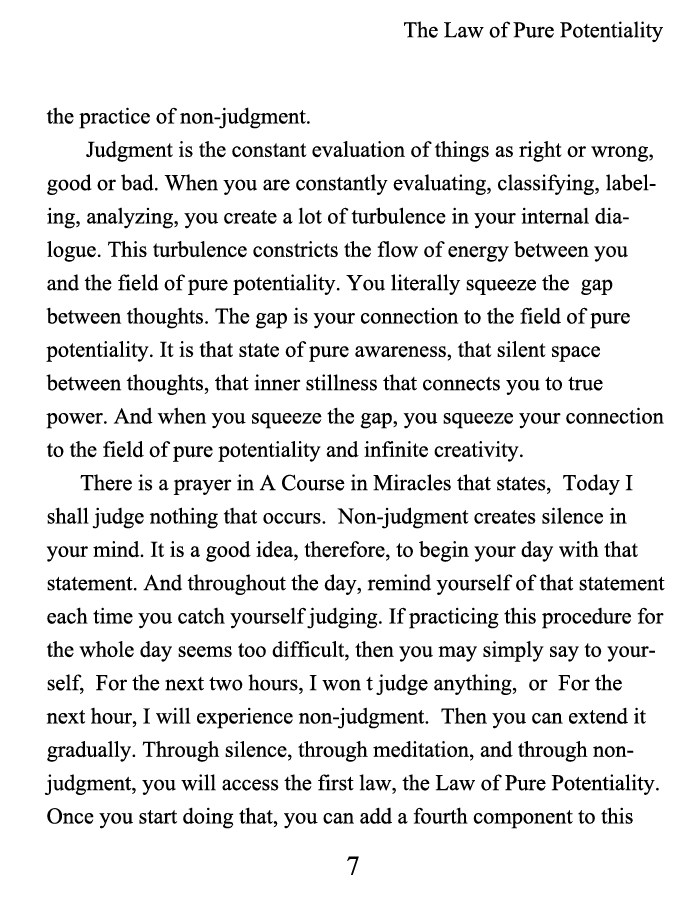 The Law of Pure Potentiality
the practice of non-judgment.
Judgment is the constant evaluation of things as right or wrong,
good or bad. When you are constantly evaluating, classifying, label-
ing, analyzing, you create a lot of turbulence in your internal dia-
logue. This turbulence constricts the flow of energy between you
and the field of pure potentiality. You literally squeeze the  gap
between thoughts. The gap is your connection to the field of pure
potentiality. It is that state of pure awareness, that silent space
between thoughts, that inner stillness that connects you to true
power. And when you squeeze the gap, you squeeze your connection
to the field of pure potentiality and infinite creativity.
There is a prayer in A Course in Miracles that states,  Today I
shall judge nothing that occurs.  Non-judgment creates silence in
your mind. It is a good idea, therefore, to begin your day with that
statement. And throughout the day, remind yourself of that statement
each time you catch yourself judging. If practicing this procedure for
the whole day seems too difficult, then you may simply say to your-
self,  For the next two hours, I won t judge anything,  or  For the
next hour, I will experience non-judgment.  Then you can extend it
gradually. Through silence, through meditation, and through non-
judgment, you will access the first law, the Law of Pure Potentiality.
Once you start doing that, you can add a fourth component to this
7